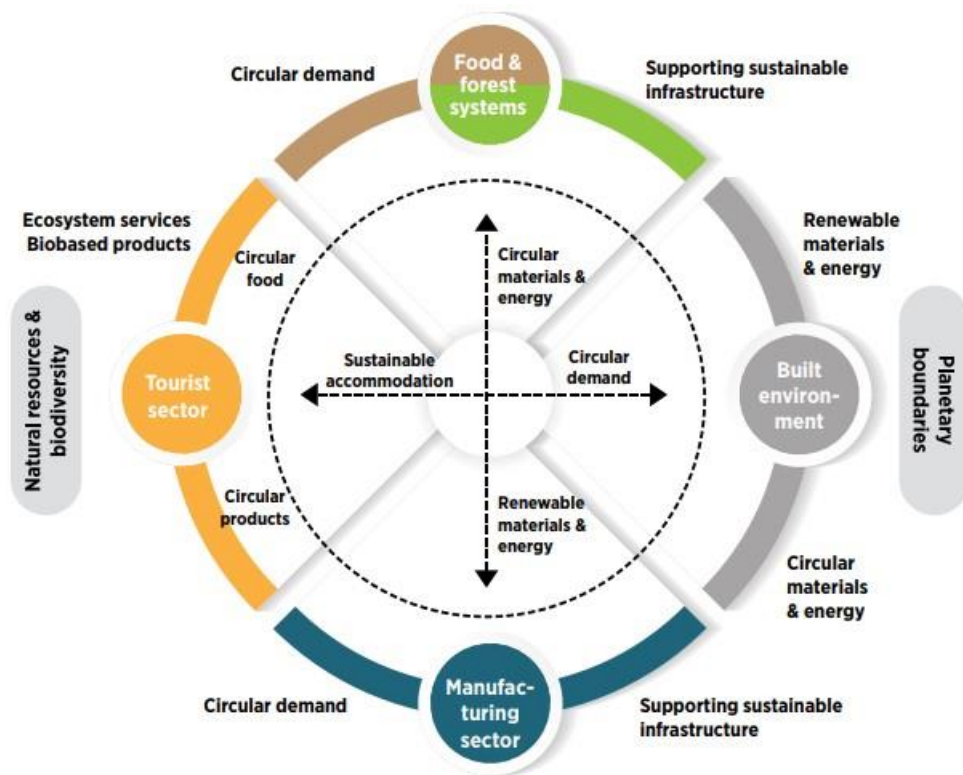 Food &
forest
systems
Circular demand
Supporting sustainable
infrastructure
Ecosystem services
Biobased products
Circular
food
Circular
materials &
energy
Renewable
materials
& energy
Natural resources &
biodiversity
Tourist
sector
Sustainable
accommodation
Circular
demand
Built
environ-
ment
Planetary
boundaries
Circular
products
Renewable
materials &
energy
Circular
materials
& energy
Circular demand
Manufac-
turing
sector
Supporting sustainable
infrastructure